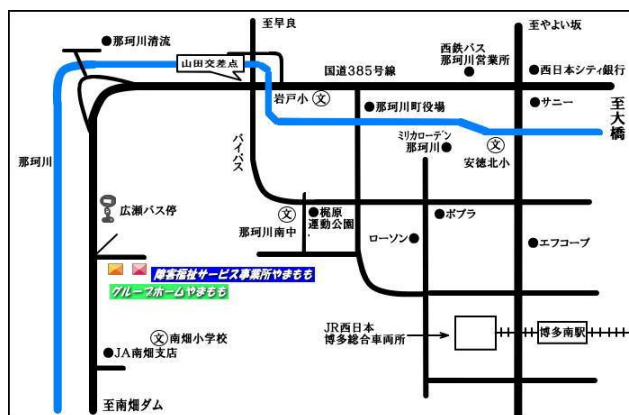 至早良
至やよい坂
那珂川清流
山田交差点
国道385号線
西鉄バス
那珂川営業所
西日本シティ銀行
岩戸小
文
那珂川町役場
サニー
至大橋
ミリカローデン
那珂川
文
安徳北小
那珂川
バイパス
広瀬バス停
文
那珂川南中
梶原
運動公園
ポプラ
ローソン
エフコープ
障害福祉サービス事業所やまもも
グループホームやまもも
文
南畑小学校
JA南畑支店
JR西日本
博多総合車両所
博多南駅
至南畑ダム